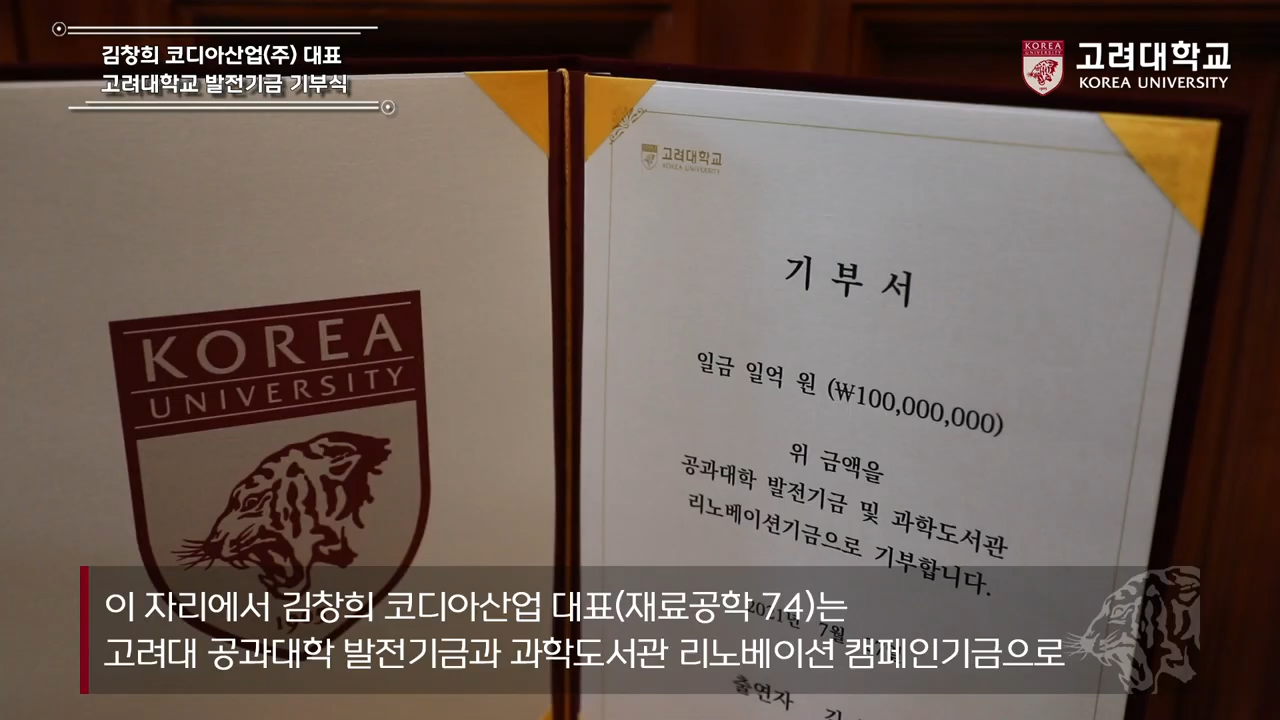 김창희 코디아산업(주) 대표
고려대학교 발전기금 기부식
고려대학교
KOREA UNIVERSITY
KOREA
UNIVERSITY
고려대학교
KOREA UNIVERSITY
기부서
일금 일억 원 (₩100,000,000)
위 금액을
공과대학 발전기금 및 과학도서관
리노베이션기금으로 기부합니다.
7월
출연자
KOREA
UNIVERSITY
이 자리에서 김창희 코디아산업 대표(재료공학 74)는
고려대 공과대학 발전기금과 과학도서관 리노베이션 캠페인기금으로